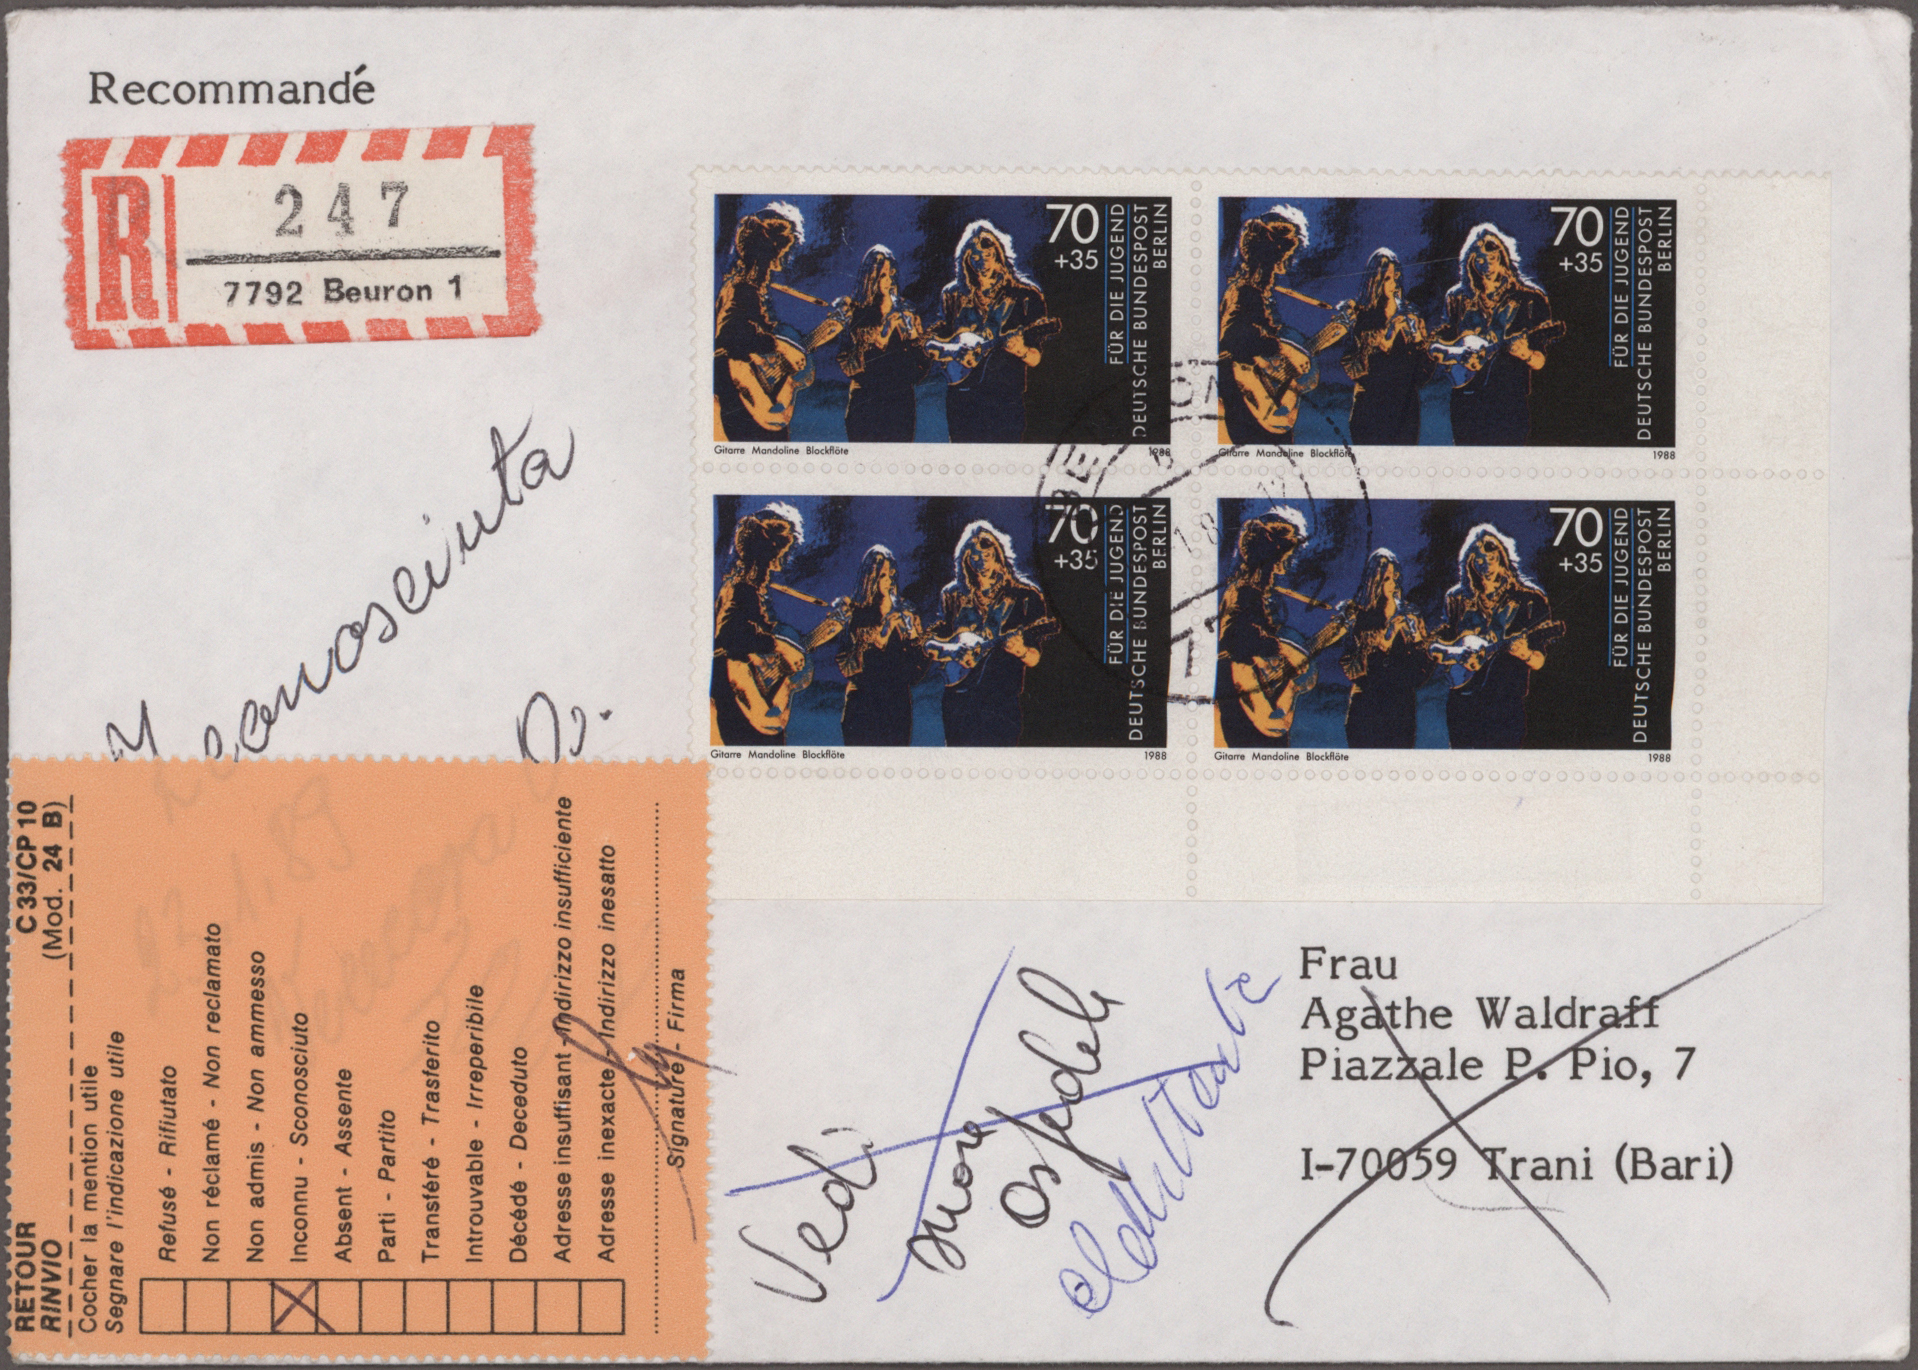 Recommandé
R
247
7792 Beuron 1
70
+35
FÜR DIE JUGEND
DEUTSCHE BUNDESPOST
BERLIN
Gitarre Mandoline Blockflöte
1988
70
+35
FÜR DIE JUGEND
DEUTSCHE BUNDESPOST
BERLIN
Gitarre Mandoline Blockflöte
1988
70
+35
FÜR DIE JUGEND
DEUTSCHE BUNDESPOST
BERLIN
Gitarre Mandoline Blockflöte
1988
70
+35
FÜR DIE JUGEND
DEUTSCHE BUNDESPOST
BERLIN
Gitarre Mandoline Blockflöte
1988
RETOUR C 33/CP 10
RINVIO (Mod. 24 B)
Cocher la mention utile
Segnare l'indicazione utile
Refusé - Rifiutato
Non réclamé - Non reclamato
Non admis - Non ammesso
Inconnu - Sconosciuto
Absent - Assente
Parti - Partito
Transféré - Trasferito
Introuvable - Irreperibile
Décédé - Deceduto
Adresse insuffisant - Indirizzo insufficiente
Adresse inexacte - Indirizzo inesatto
Signature - Firma
Vedi
suore
Ospedale
Frau
Agathe Waldraff
Piazzale P. Pio, 7
I-70059 Trani (Bari)